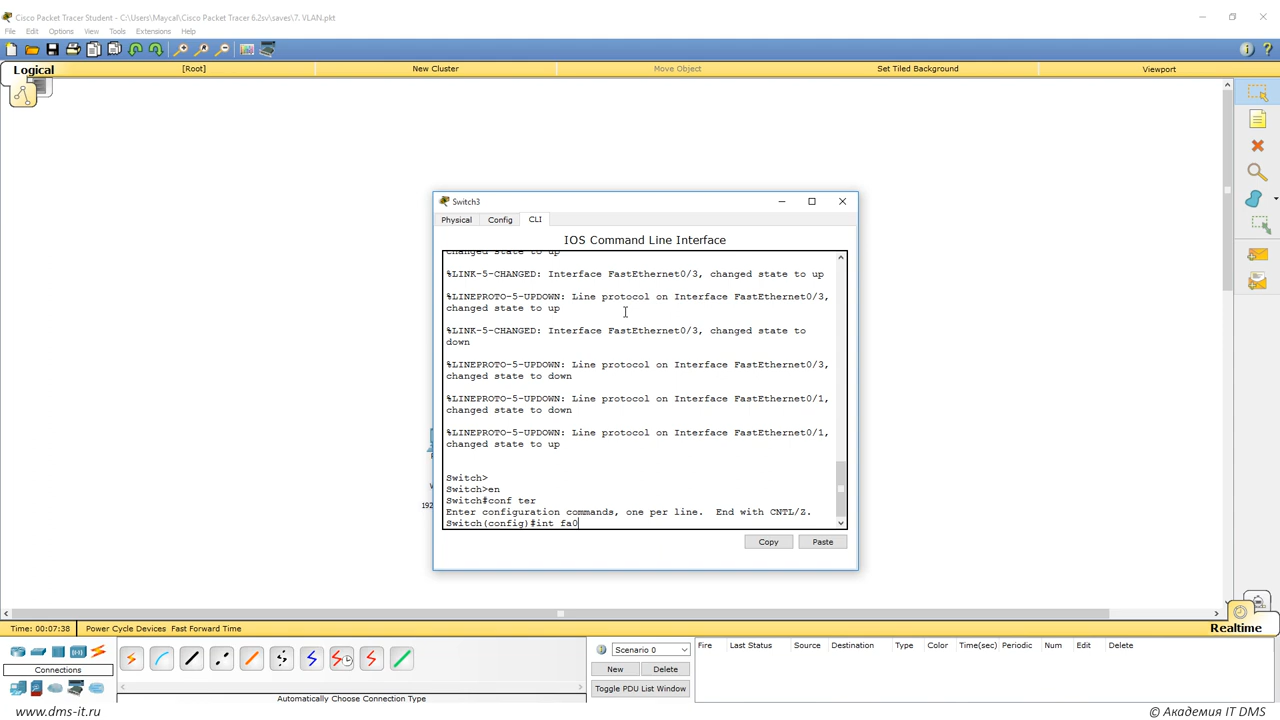 Cisco Packet Tracer Student - C:\Users\Maycal\Cisco Packet Tracer 6.2sv\saves\7. VLAN.pkt
File Edit Options View Tools Extensions Help
Logical [Root] New Cluster Move Object Set Tiled Background Viewport
Switch3
Physical Config CLI
IOS Command Line Interface
changed state to up
%LINK-5-CHANGED: Interface FastEthernet0/3, changed state to up
%LINEPROTO-5-UPDOWN: Line protocol on Interface FastEthernet0/3,
changed state to up
%LINK-5-CHANGED: Interface FastEthernet0/3, changed state to
down
%LINEPROTO-5-UPDOWN: Line protocol on Interface FastEthernet0/3,
changed state to down
%LINEPROTO-5-UPDOWN: Line protocol on Interface FastEthernet0/1,
changed state to down
%LINEPROTO-5-UPDOWN: Line protocol on Interface FastEthernet0/1,
changed state to up
Switch>
Switch>en
Switch#conf ter
Enter configuration commands, one per line. End with CNTL/Z.
Switch(config)#int fa0
Copy Paste
192
Time: 00:07:38 Power Cycle Devices Fast Forward Time Realtime
Connections
Automatically Choose Connection Type
Scenario 0
New Delete
Toggle PDU List Window
Fire Last Status Source Destination Type Color Time(sec) Periodic Num Edit Delete
www.dms-it.ru © Академия IT DMS